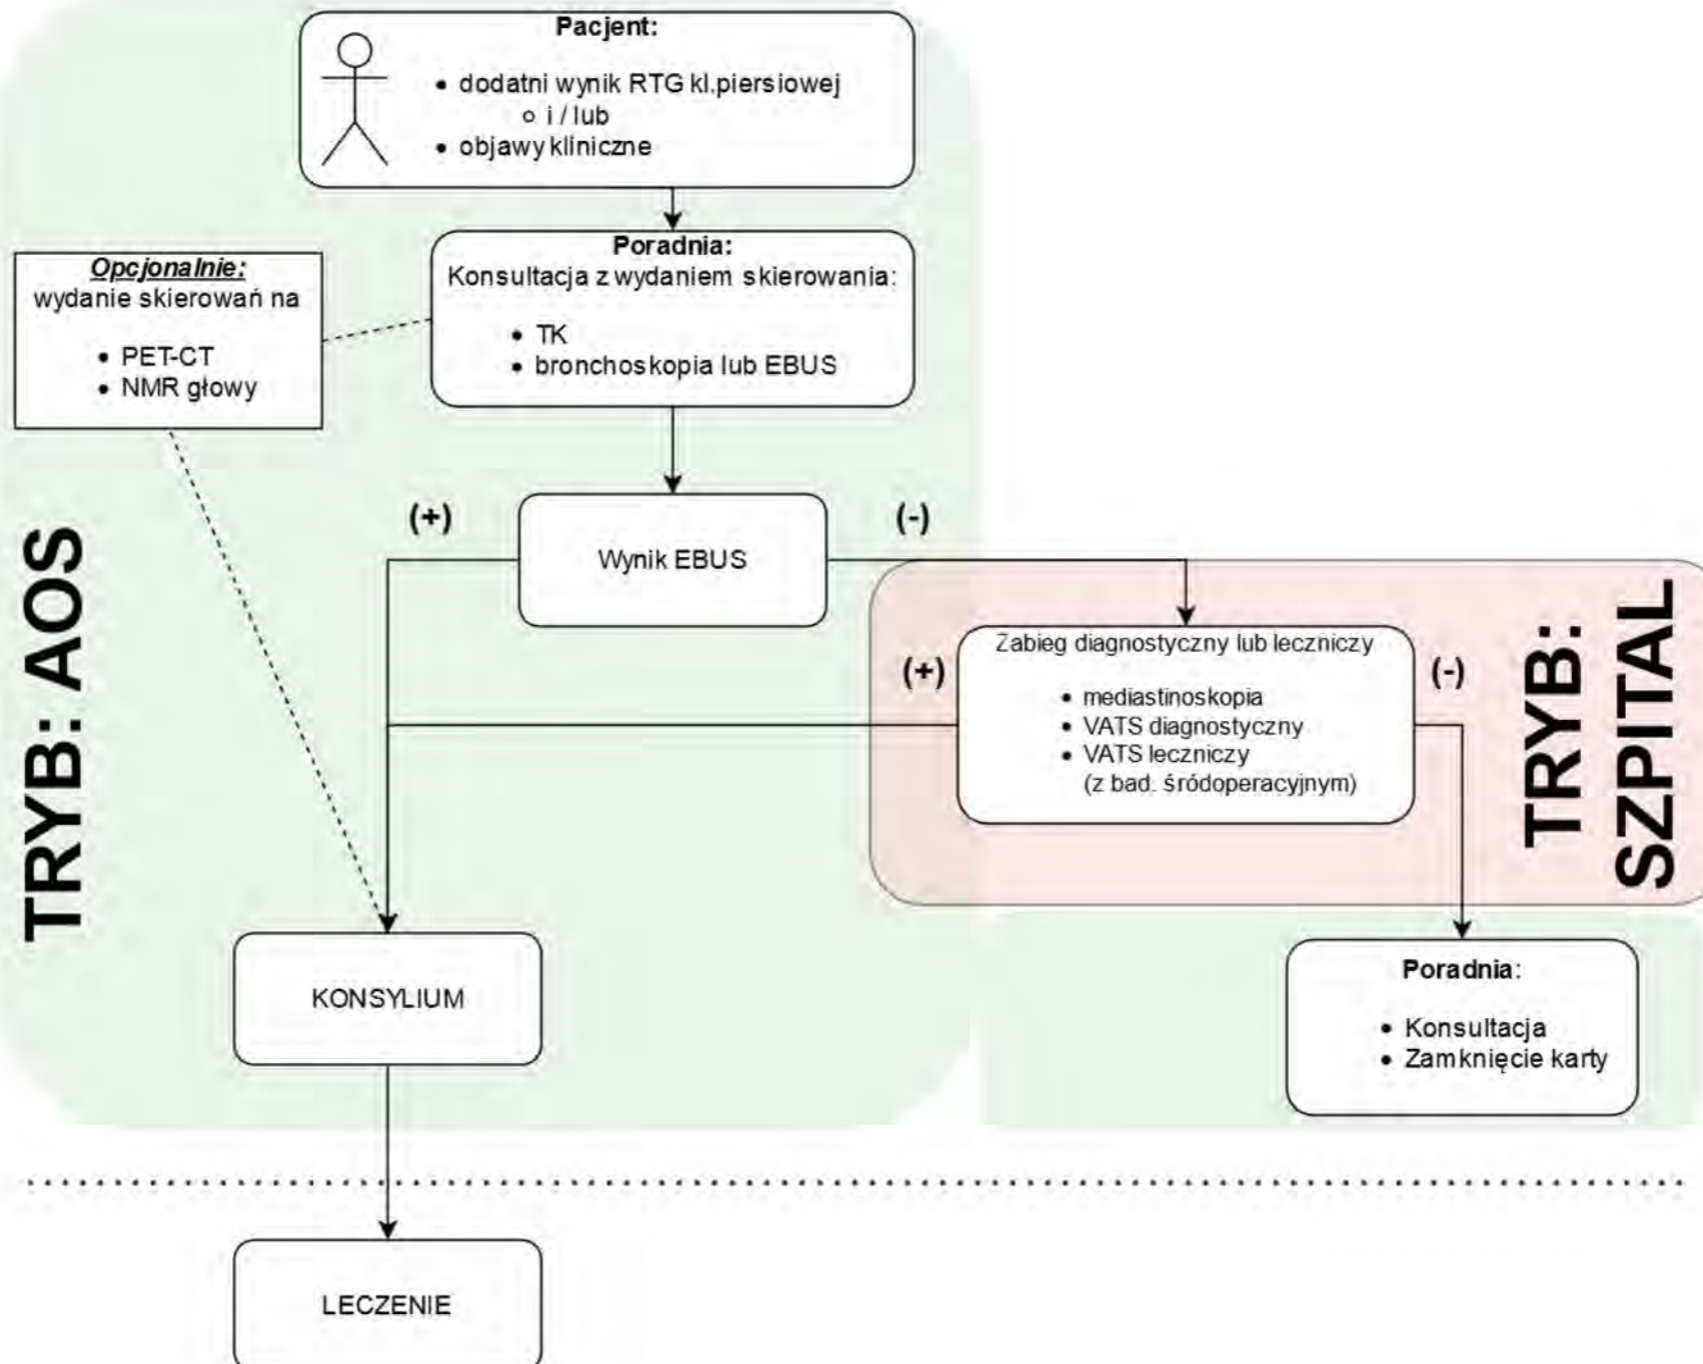 Pacjent:
• dodatni wynik RTG kl.piersiowej
o i / lub
• objawy kliniczne
Opcjonalnie:
wydanie skierowań na
• PET-CT
• NMR głowy
Poradnia:
Konsultacja z wydaniem skierowania:
• TK
• bronchoskopia lub EBUS
(+)
Wynik EBUS
(-)
TRYB: AOS
Zabieg diagnostyczny lub leczniczy
• mediastinoskopia
• VATS diagnostyczny
• VATS leczniczy
(z bad. śródoperacyjnym)
(+)
(-)
TRYB:
SZPITAL
KONSYLIUM
Poradnia:
• Konsultacja
• Zamknięcie karty
LECZENIE